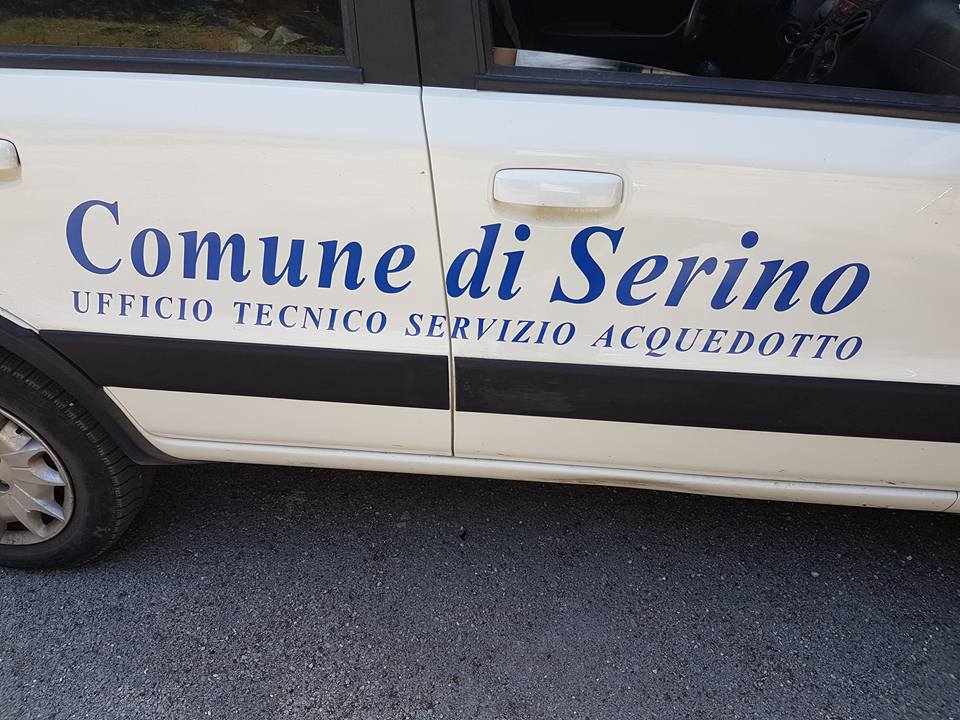 Comune di Serino
UFFICIO TECNICO SERVIZIO ACQUEDOTTO